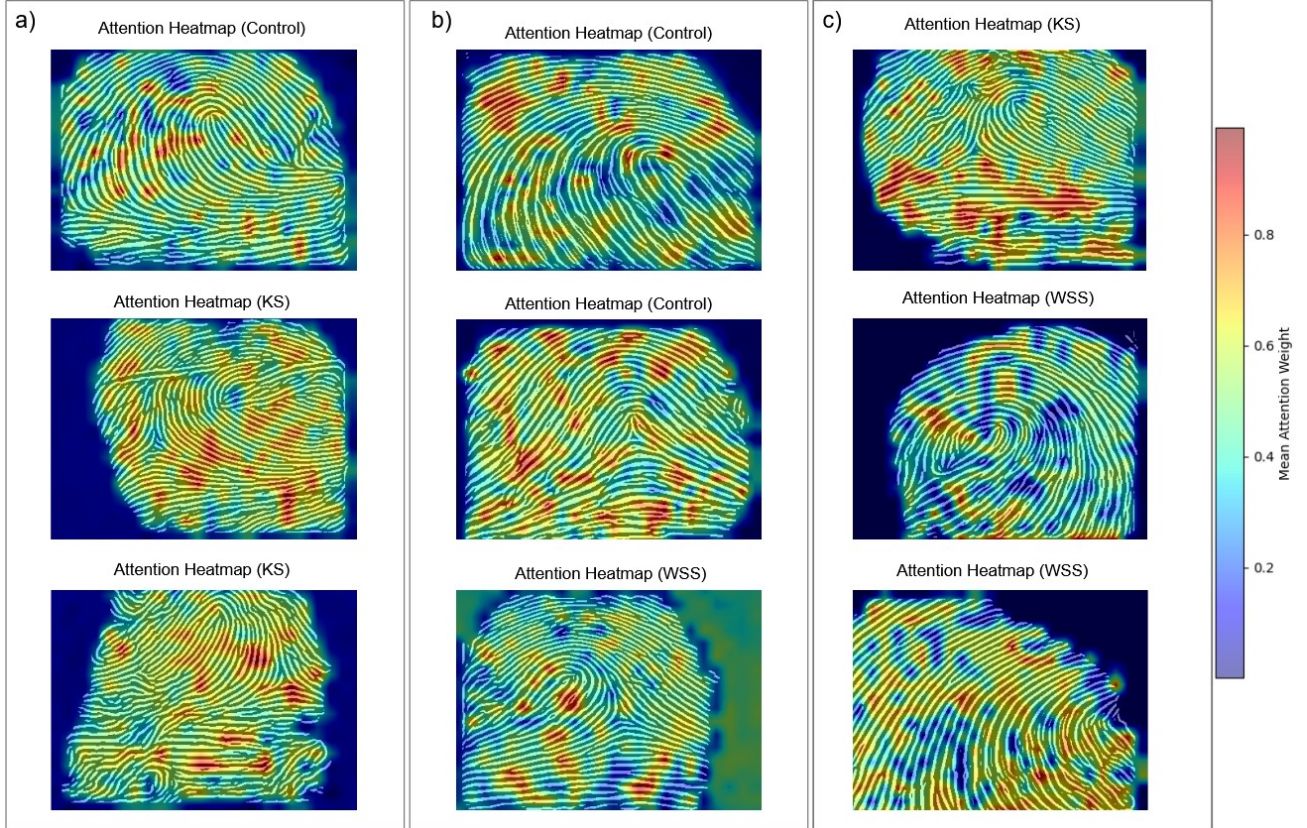 a)
Attention Heatmap (Control)
Attention Heatmap (KS)
Attention Heatmap (KS)
b)
Attention Heatmap (Control)
Attention Heatmap (Control)
Attention Heatmap (WSS)
c)
Attention Heatmap (KS)
Attention Heatmap (WSS)
Attention Heatmap (WSS)
0.8
0.6
0.4
0.2
Mean Attention Weight